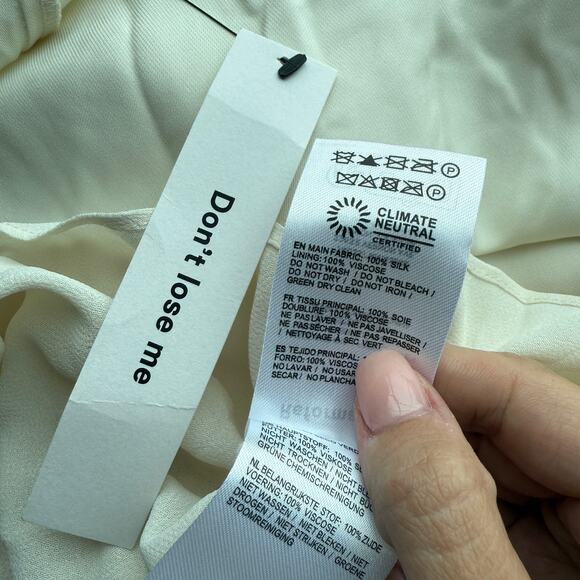 Don't lose me
P
P
CLIMATE
NEUTRAL
CERTIFIED
EN MAIN FABRIC: 100% SILK
LINING: 100% VISCOSE
DO NOT WASH / DO NOT BLEACH /
DO NOT DRY / DO NOT IRON /
GREEN DRY CLEAN
FR TISSU PRINCIPAL: 100% SOIE
DOUBLURE: 100% VISCOSE
NE PAS LAVER / NE PAS JAVELLISER /
NE PAS SÉCHER / NE PAS REPASSER
/ NETTOYAGE À SEC VERT
ES TEJIDO PRINCIPAL:
FORRO: 100% VISCOS
NO LAVAR / NO USAR
SECAR / NO PLANCHA
HAUPTSTOFF: 100%
FUTTER: 100% VISKOSE
NICHT WASCHEN / NICHT
NICHT TROCKNEN / NICHT
GRÜNE CHEMISCHREINIGUNG
NL BELANGRIJKSTE STOF: 100% ZIJDE
VOERING: 100% VISCOSE
NIET WASSEN / NIET BLEKEN / NIET
DROGEN / NIET STRIJKEN / GROENE
STOOMREINIGING